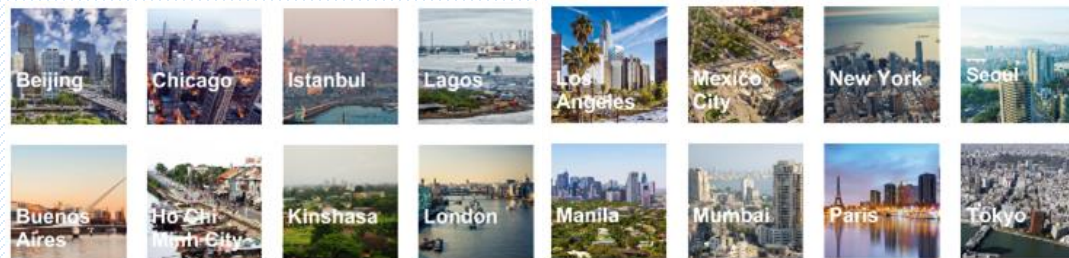 Beijing
Chicago
Istanbul
Lagos
Los
Angeles
Mexico
City
New York
Seoul
Buenos
Aires
Ho Chi
Minh City
Kinshasa
London
Manila
Mumbai
Paris
Tokyo